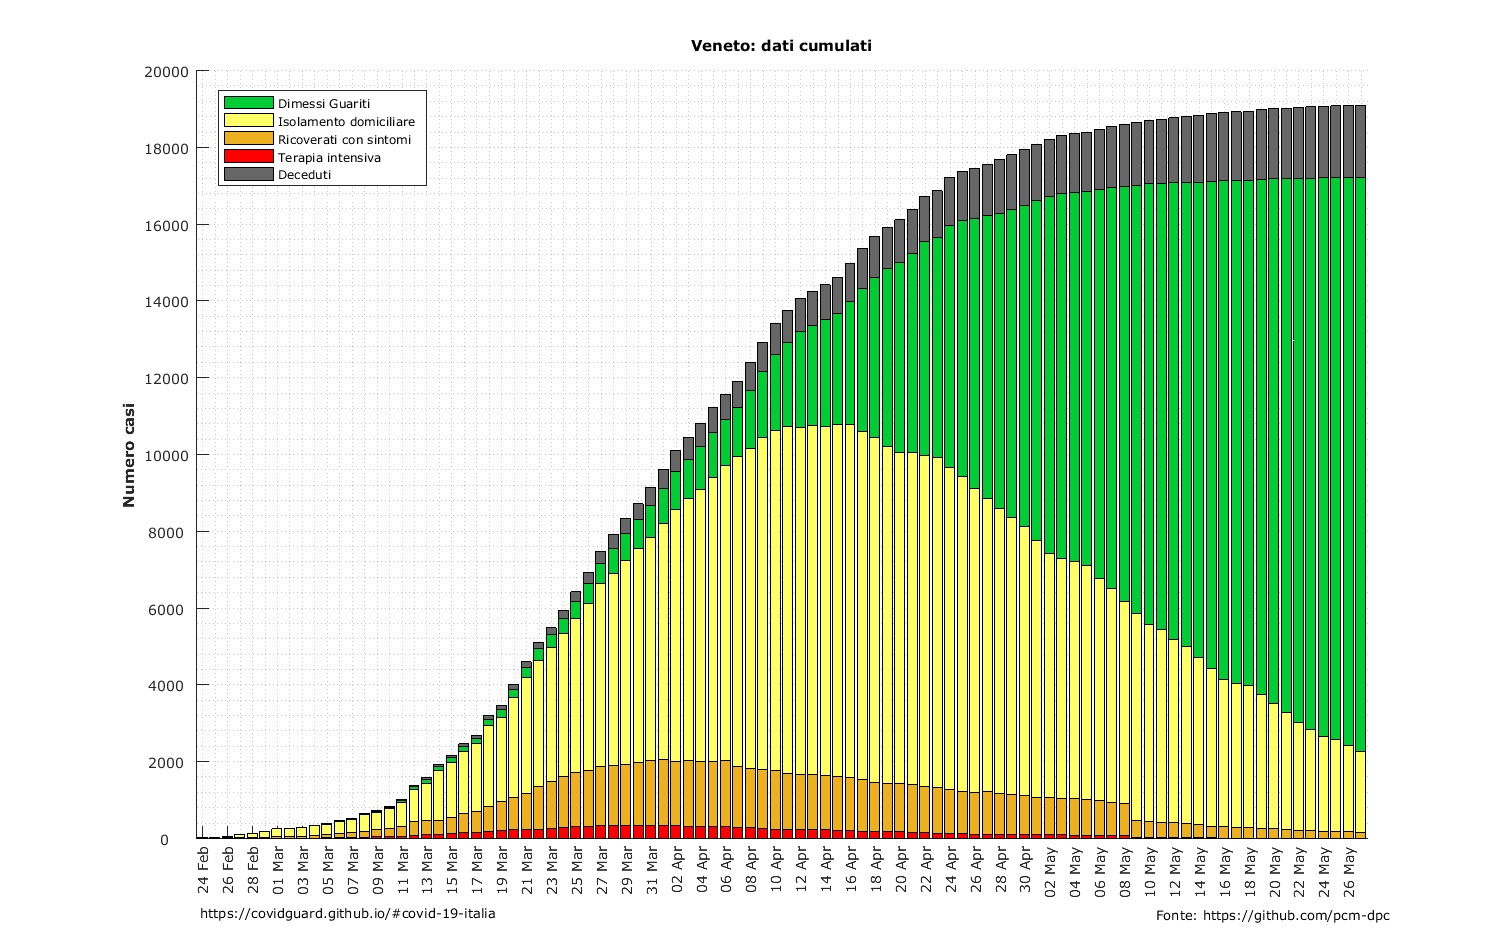 Veneto: dati cumulati
20000
18000
16000
14000
12000
10000
8000
6000
4000
2000
0
Numero casi
Dimessi Guariti
Isolamento domiciliare
Ricoverati con sintomi
Terapia intensiva
Deceduti
24 Feb
26 Feb
28 Feb
01 Mar
03 Mar
05 Mar
07 Mar
09 Mar
11 Mar
13 Mar
15 Mar
17 Mar
19 Mar
21 Mar
23 Mar
25 Mar
27 Mar
29 Mar
31 Mar
02 Apr
04 Apr
06 Apr
08 Apr
10 Apr
12 Apr
14 Apr
16 Apr
18 Apr
20 Apr
22 Apr
24 Apr
26 Apr
28 Apr
30 Apr
02 May
04 May
06 May
08 May
10 May
12 May
14 May
16 May
18 May
20 May
22 May
24 May
26 May
https://covidguard.github.io/#covid-19-italia
Fonte: https://github.com/pcm-dpc